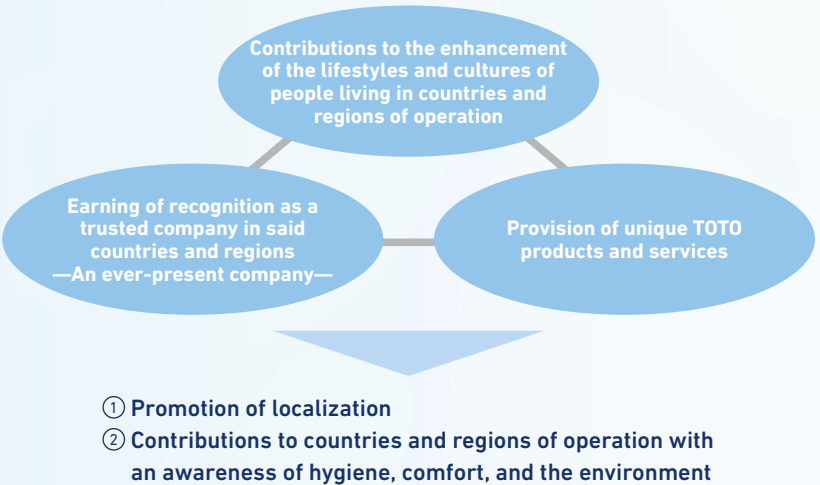 Contributions to the enhancement
of the lifestyles and cultures of
people living in countries and
regions of operation
Earning of recognition as a
trusted company in said
countries and regions
—An ever-present company—
Provision of unique TOTO
products and services
① Promotion of localization
② Contributions to countries and regions of operation with
an awareness of hygiene, comfort, and the environment